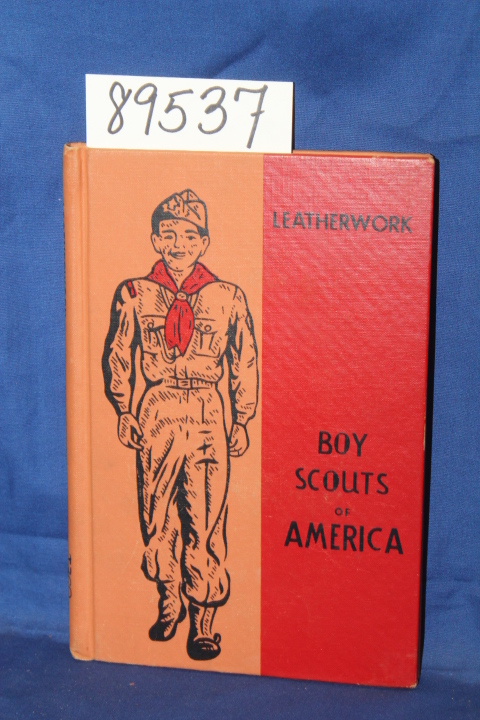 89537
LEATHERWORK
BOY
SCOUTS
OF
AMERICA